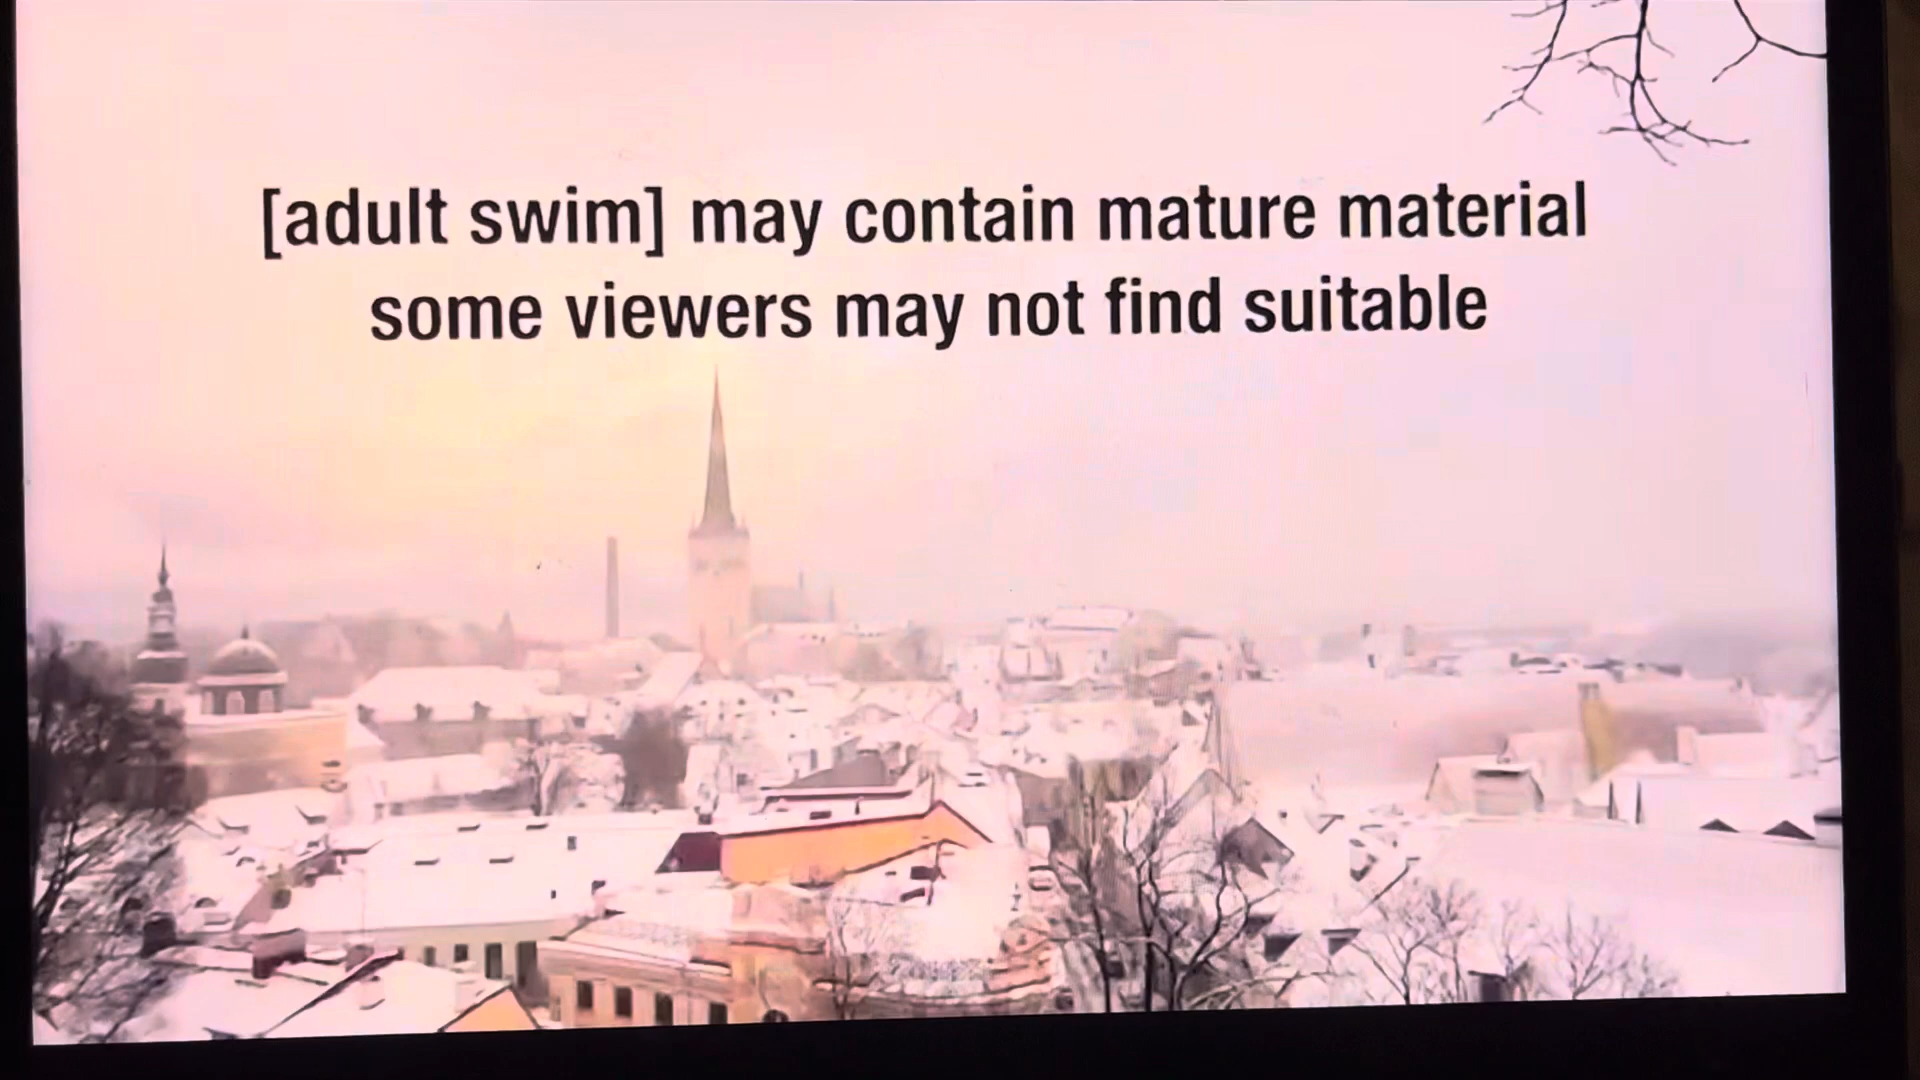 [adult swim] may contain mature material
some viewers may not find suitable